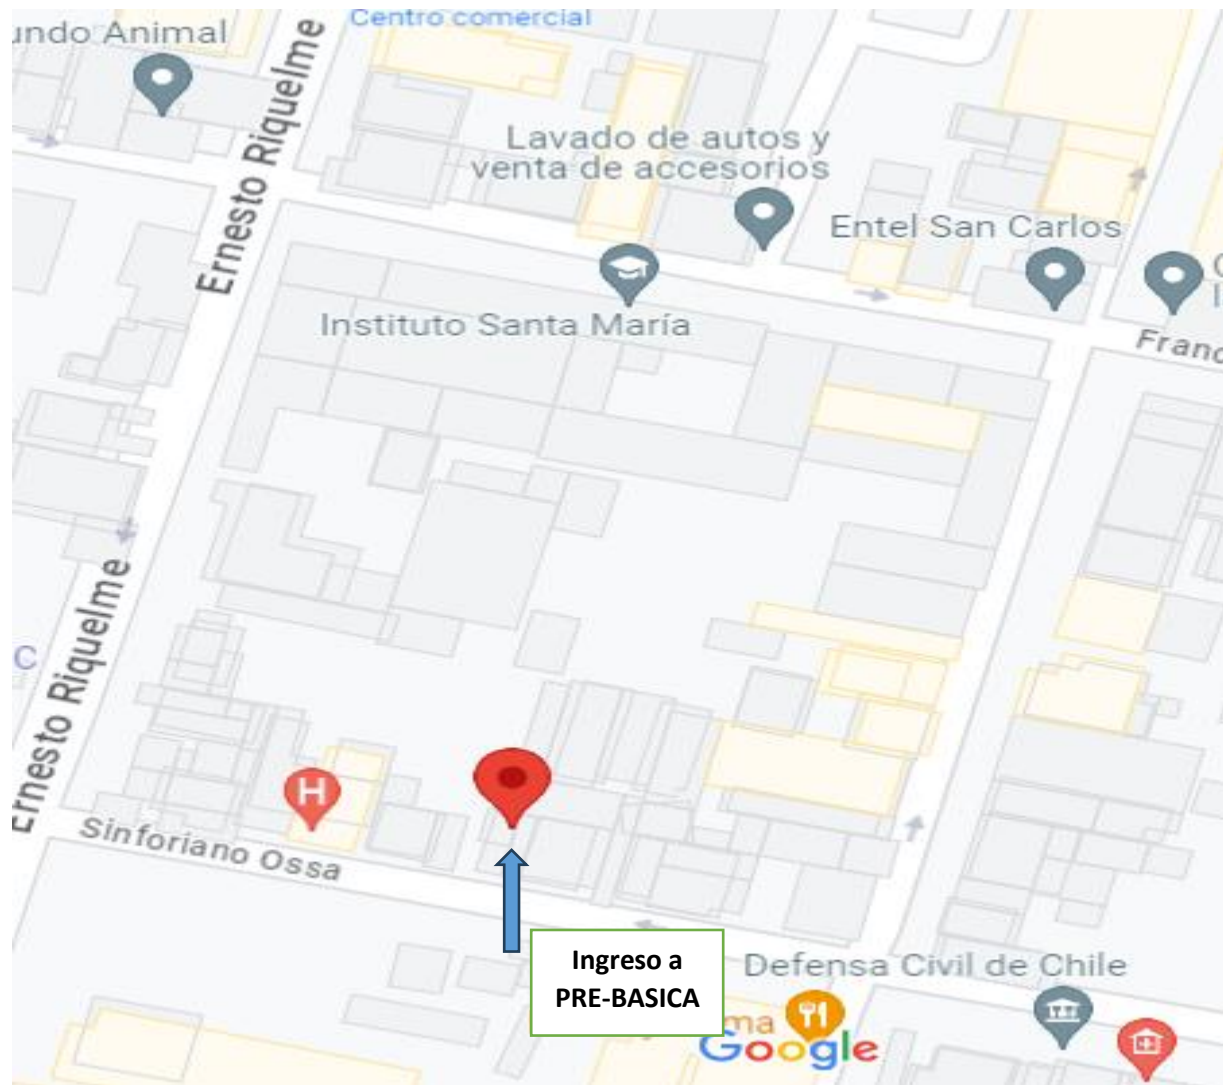 Centro comercial
undo Animal
Ernesto Riquelme
Lavado de autos y
venta de accesorios
Entel San Carlos
Instituto Santa María
Franc
Ernesto Riquelme
C
H
Sinforiano Ossa
Ingreso a
PRE-BASICA
Defensa Civil de Chile
ma
Google